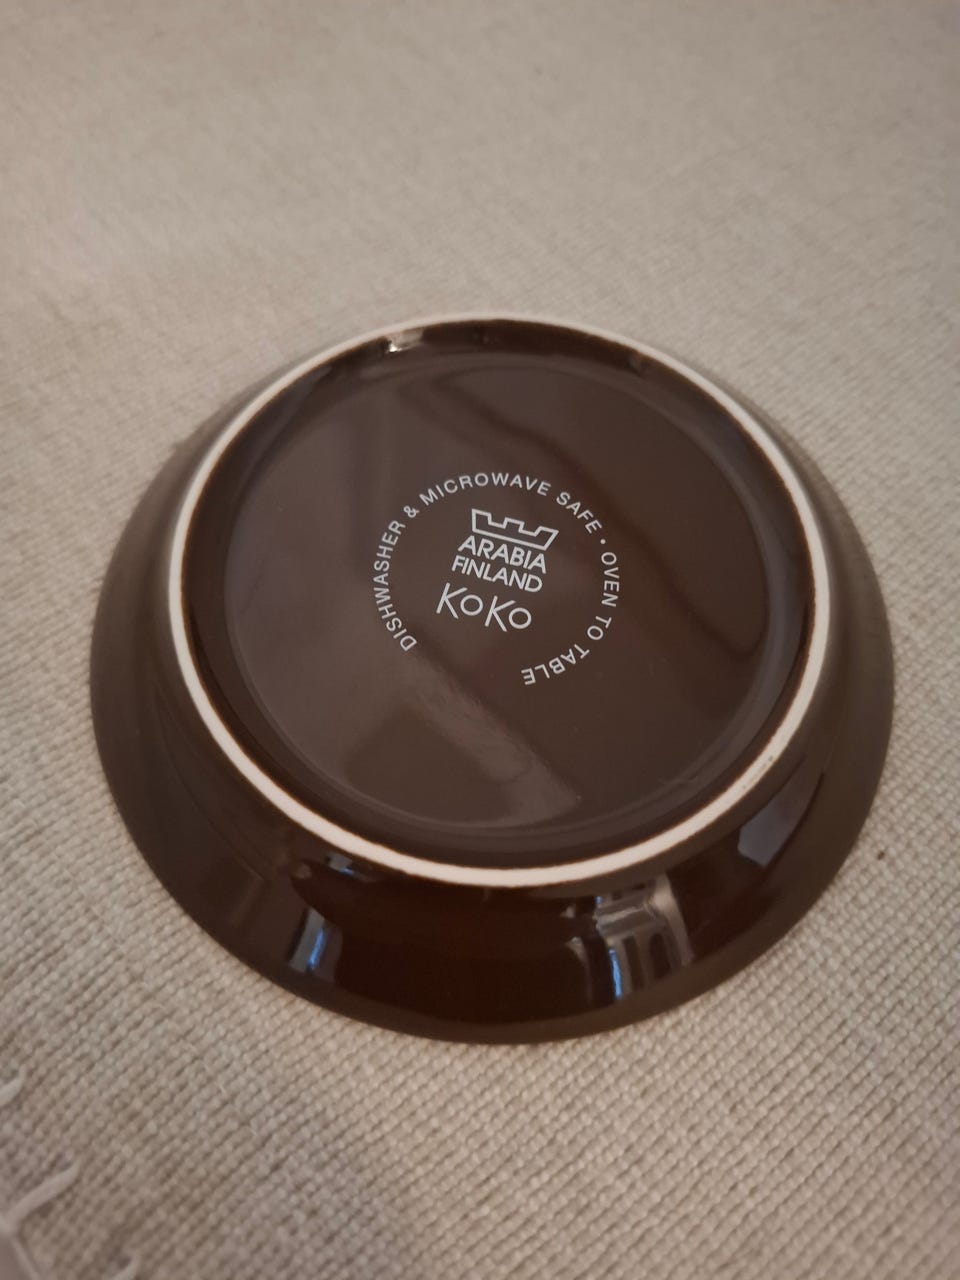 DISHWASHER & MICROWAVE SAFE • OVEN TO TABLE
ARABIA
FINLAND
KoKo